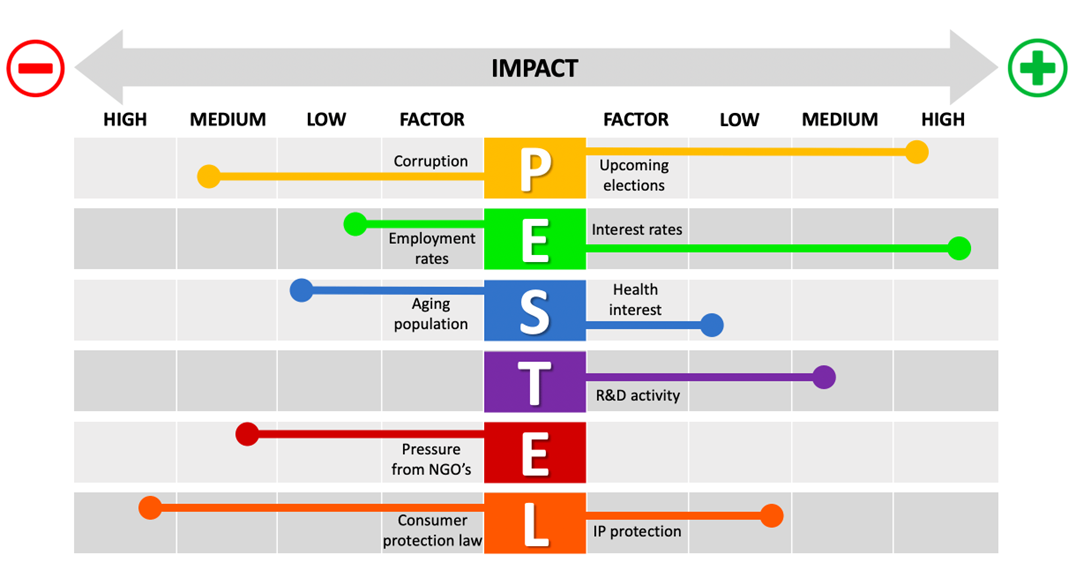 IMPACT
HIGH MEDIUM LOW FACTOR FACTOR LOW MEDIUM HIGH
Corruption
P
Upcoming
elections
Employment
rates
E
Interest rates
Aging
population
S
Health
interest
T
R&D activity
Pressure
from NGO's
E
Consumer
protection law
L
IP protection